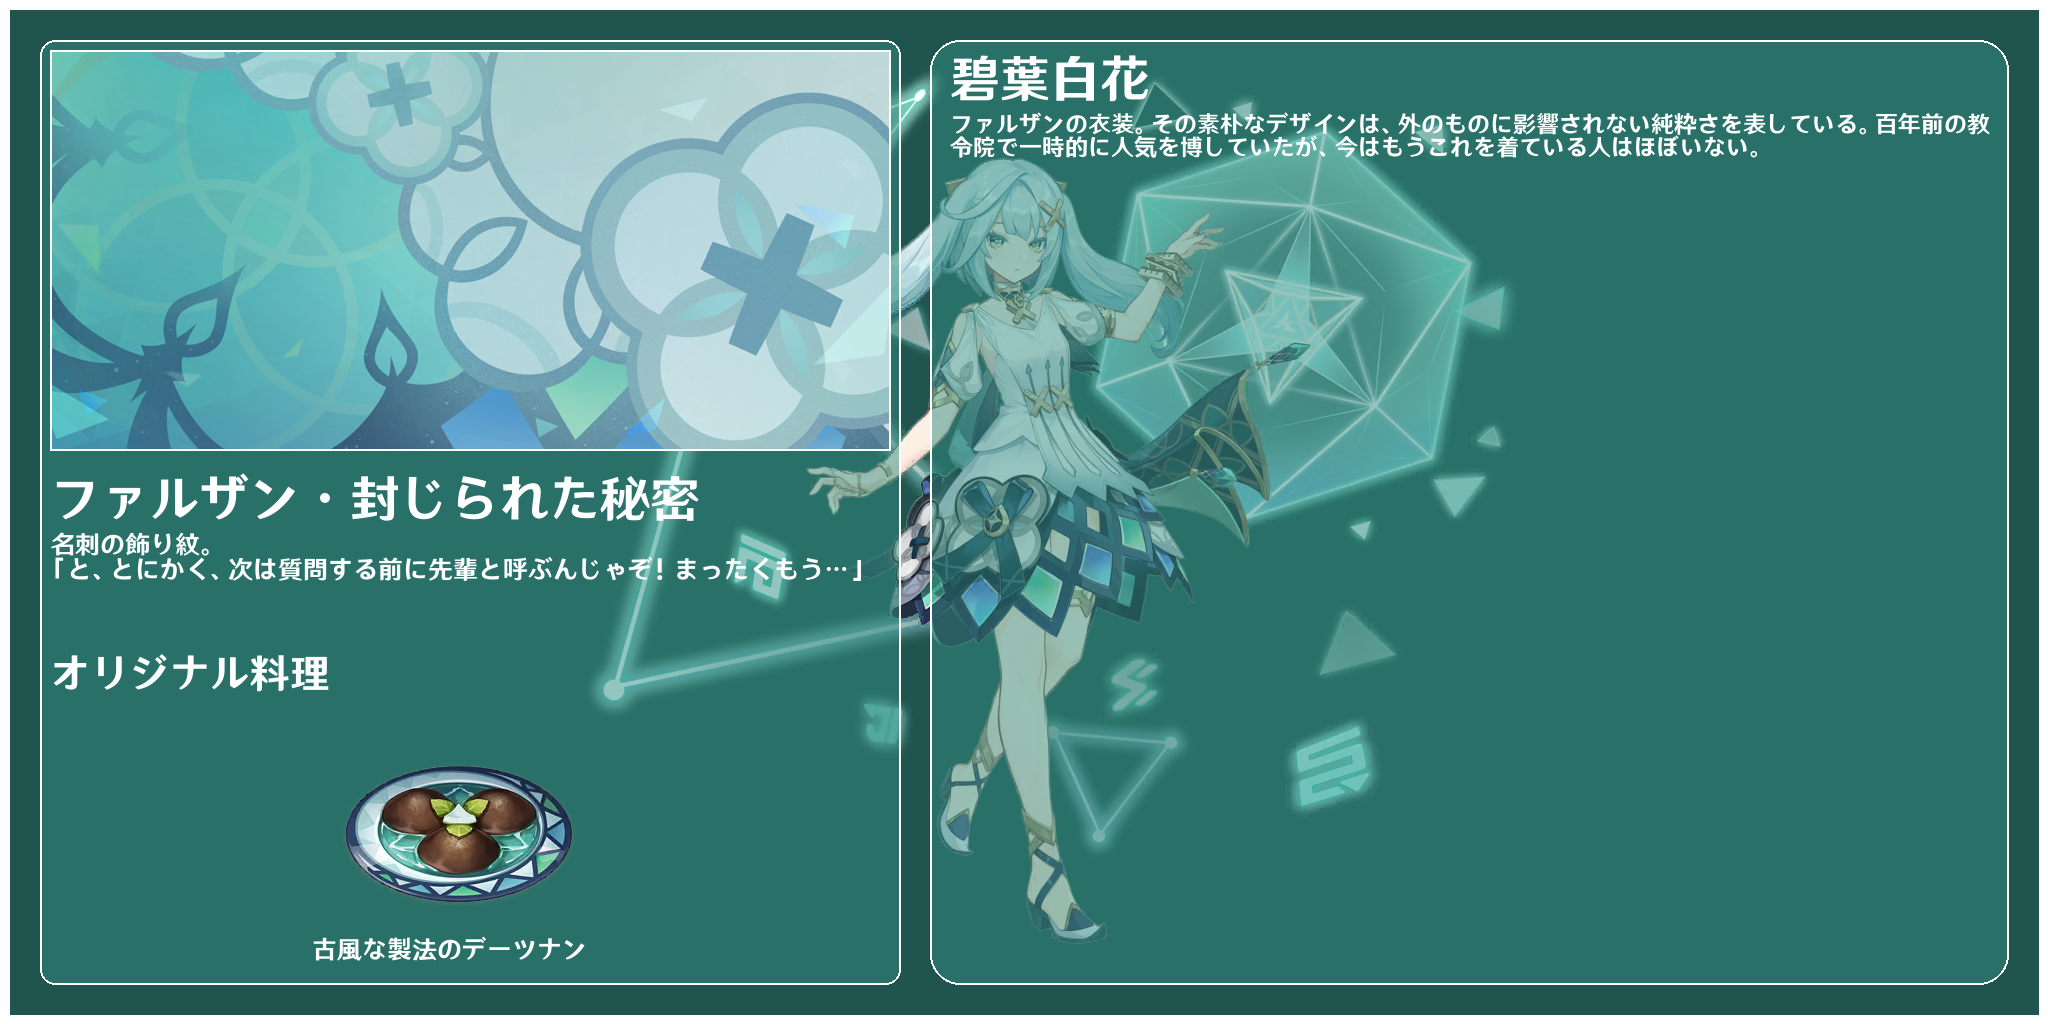 ファルザン・封じられた秘密
名刺の飾り紋。
「と、とにかく、次は質問する前に先輩と呼ぶんじゃぞ！まったくもう…」
オリジナル料理
古風な製法のデーツナン
碧葉白花
ファルザンの衣装。その素朴なデザインは、外のものに影響されない純粋さを表している。百年前の教
令院で一時的に人気を博していたが、今はもうこれを着ている人はほぼいない。